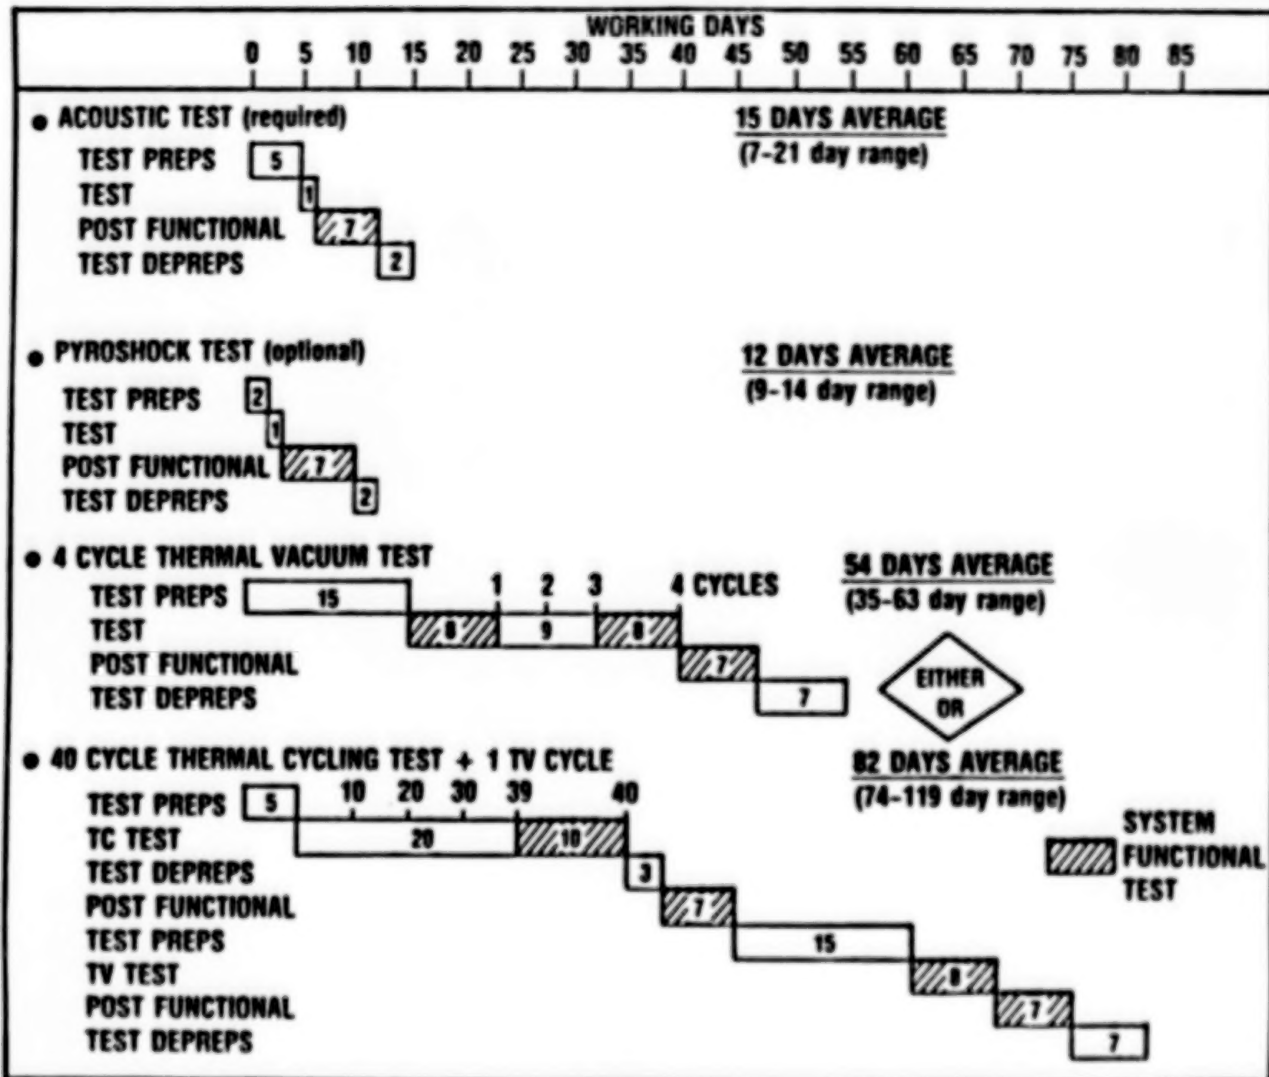 WORKING DAYS
0 5 10 15 20 25 30 35 40 45 50 55 60 65 70 75 80 85
● ACOUSTIC TEST (required)
15 DAYS AVERAGE
(7-21 day range)
TEST PREPS 5
TEST 1
POST FUNCTIONAL 7
TEST DEPREPS 2
● PYROSHOCK TEST (optional)
12 DAYS AVERAGE
(9-14 day range)
TEST PREPS 2
TEST 1
POST FUNCTIONAL 7
TEST DEPREPS 2
● 4 CYCLE THERMAL VACUUM TEST
54 DAYS AVERAGE
(35-63 day range)
1 2 3 4 CYCLES
TEST PREPS 15
TEST 8 9 8
POST FUNCTIONAL 7
TEST DEPREPS 7
EITHER
OR
● 40 CYCLE THERMAL CYCLING TEST + 1 TV CYCLE
82 DAYS AVERAGE
(74-119 day range)
10 20 30 39 40
TEST PREPS 5
TC TEST 20 10
TEST DEPREPS 3
POST FUNCTIONAL 7
TEST PREPS 15
TV TEST 8
POST FUNCTIONAL 7
TEST DEPREPS 7
SYSTEM
FUNCTIONAL
TEST